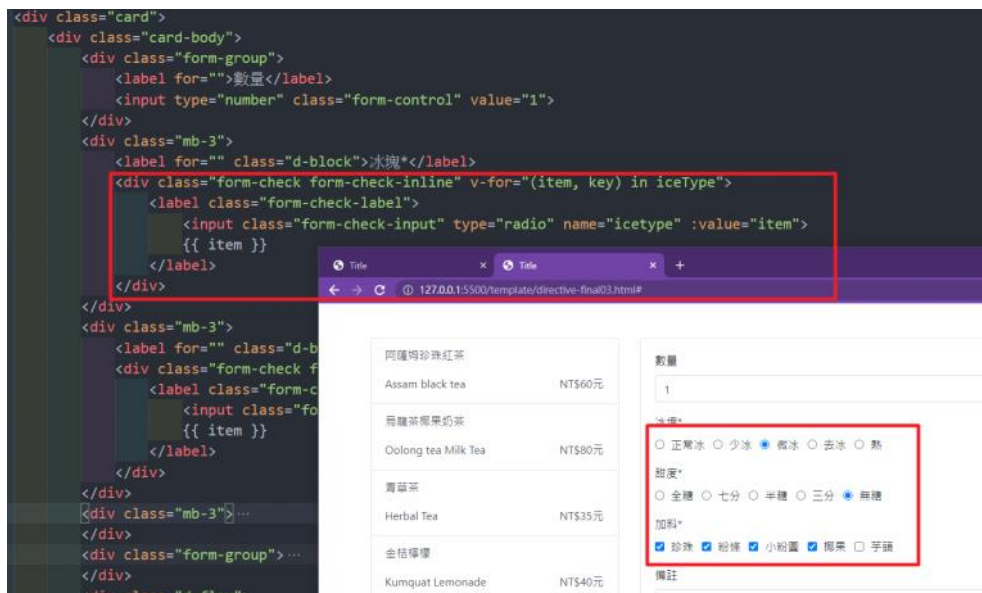 <div class="card">
<div class="card-body">
<div class="form-group">
<label for="">數量</label>
<input type="number" class="form-control" value="1">
</div>
<div class="mb-3">
<label for="" class="d-block">冰塊*</label>
<div class="form-check form-check-inline" v-for="(item, key) in iceType">
<label class="form-check-label">
<input class="form-check-input" type="radio" name="icetype" :value="item">
{{ item }}
</label>
</div>
</div>
<div class="mb-3">
<label for="" class="d-b
<div class="form-check f
<label class="form-c
<input class="fo
{{ item }}
</label>
</div>
</div>
<div class="mb-3">…
</div>
<div class="form-group">…
</div>
Title × Title × +
127.0.0.1:5500/template/directive-final03.html#
阿薩姆珍珠紅茶
Assam black tea NT$60元
烏龍茶椰果奶茶
Oolong tea Milk Tea NT$80元
青草茶
Herbal Tea NT$35元
金桔檸檬
Kumquat Lemonade NT$40元
數量
1
冰塊*
正常冰 少冰 微冰 去冰 熱
甜度*
全糖 七分 半糖 三分 無糖
加料*
珍珠 粉條 小粉圓 椰果 芋頭
備註